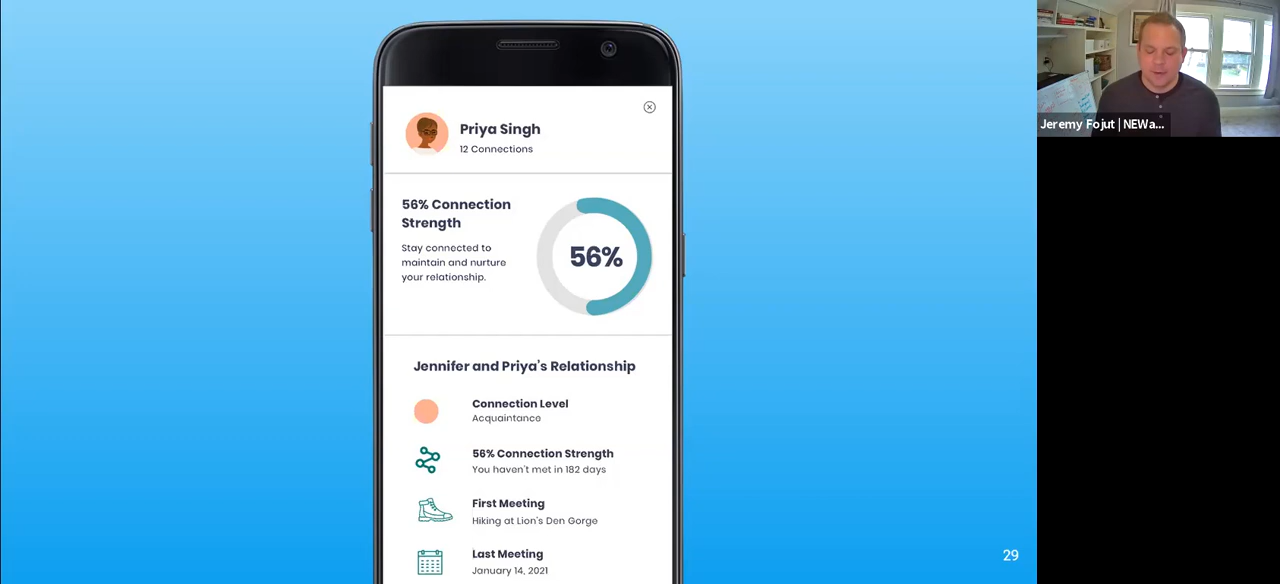 Priya Singh
12 Connections
56% Connection
Strength
Stay connected to
maintain and nurture
your relationship.
56%
Jennifer and Priya's Relationship
Connection Level
Acquaintance
56% Connection Strength
You haven't met in 182 days
First Meeting
Hiking at Lion's Den Gorge
Last Meeting
January 14, 2021
29
Jeremy Fojut | NEWa...